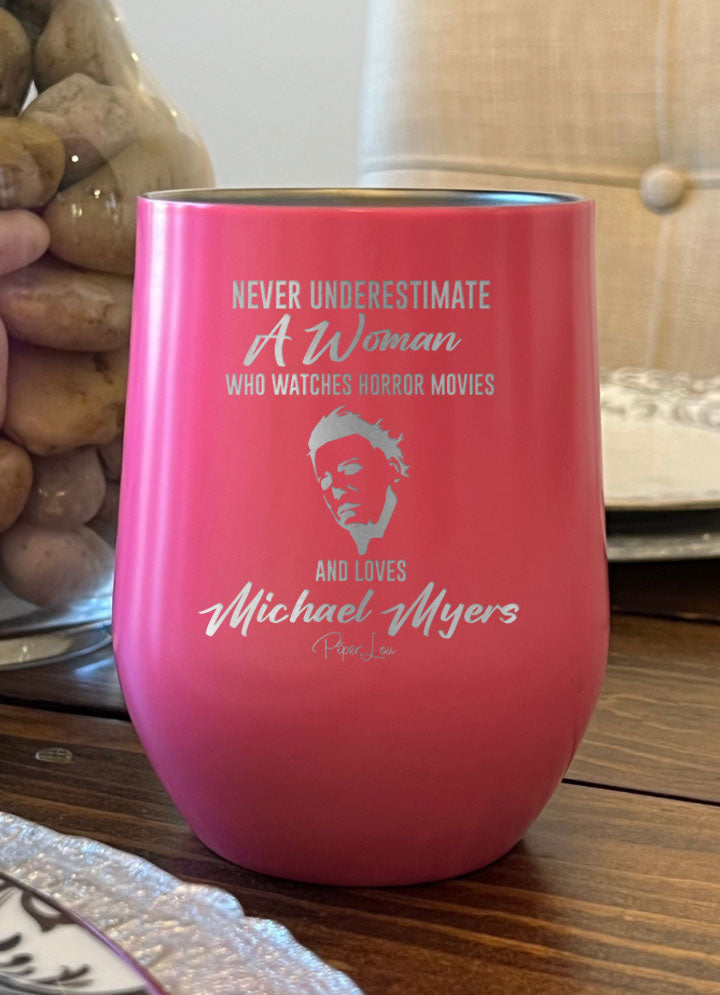 NEVER UNDERESTIMATE
A Woman
WHO WATCHES HORROR MOVIES
AND LOVES
Michael Myers
Piper Lou